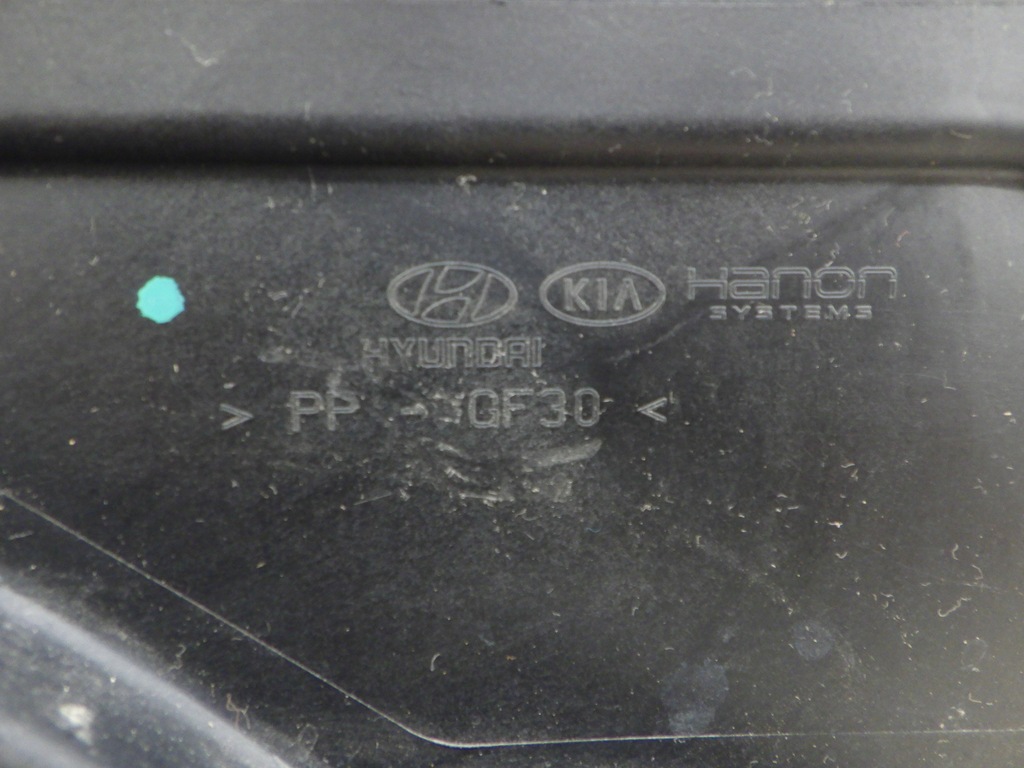 KIA HANON
SYSTEMS
HYUNDAI
> PP - GF30 <